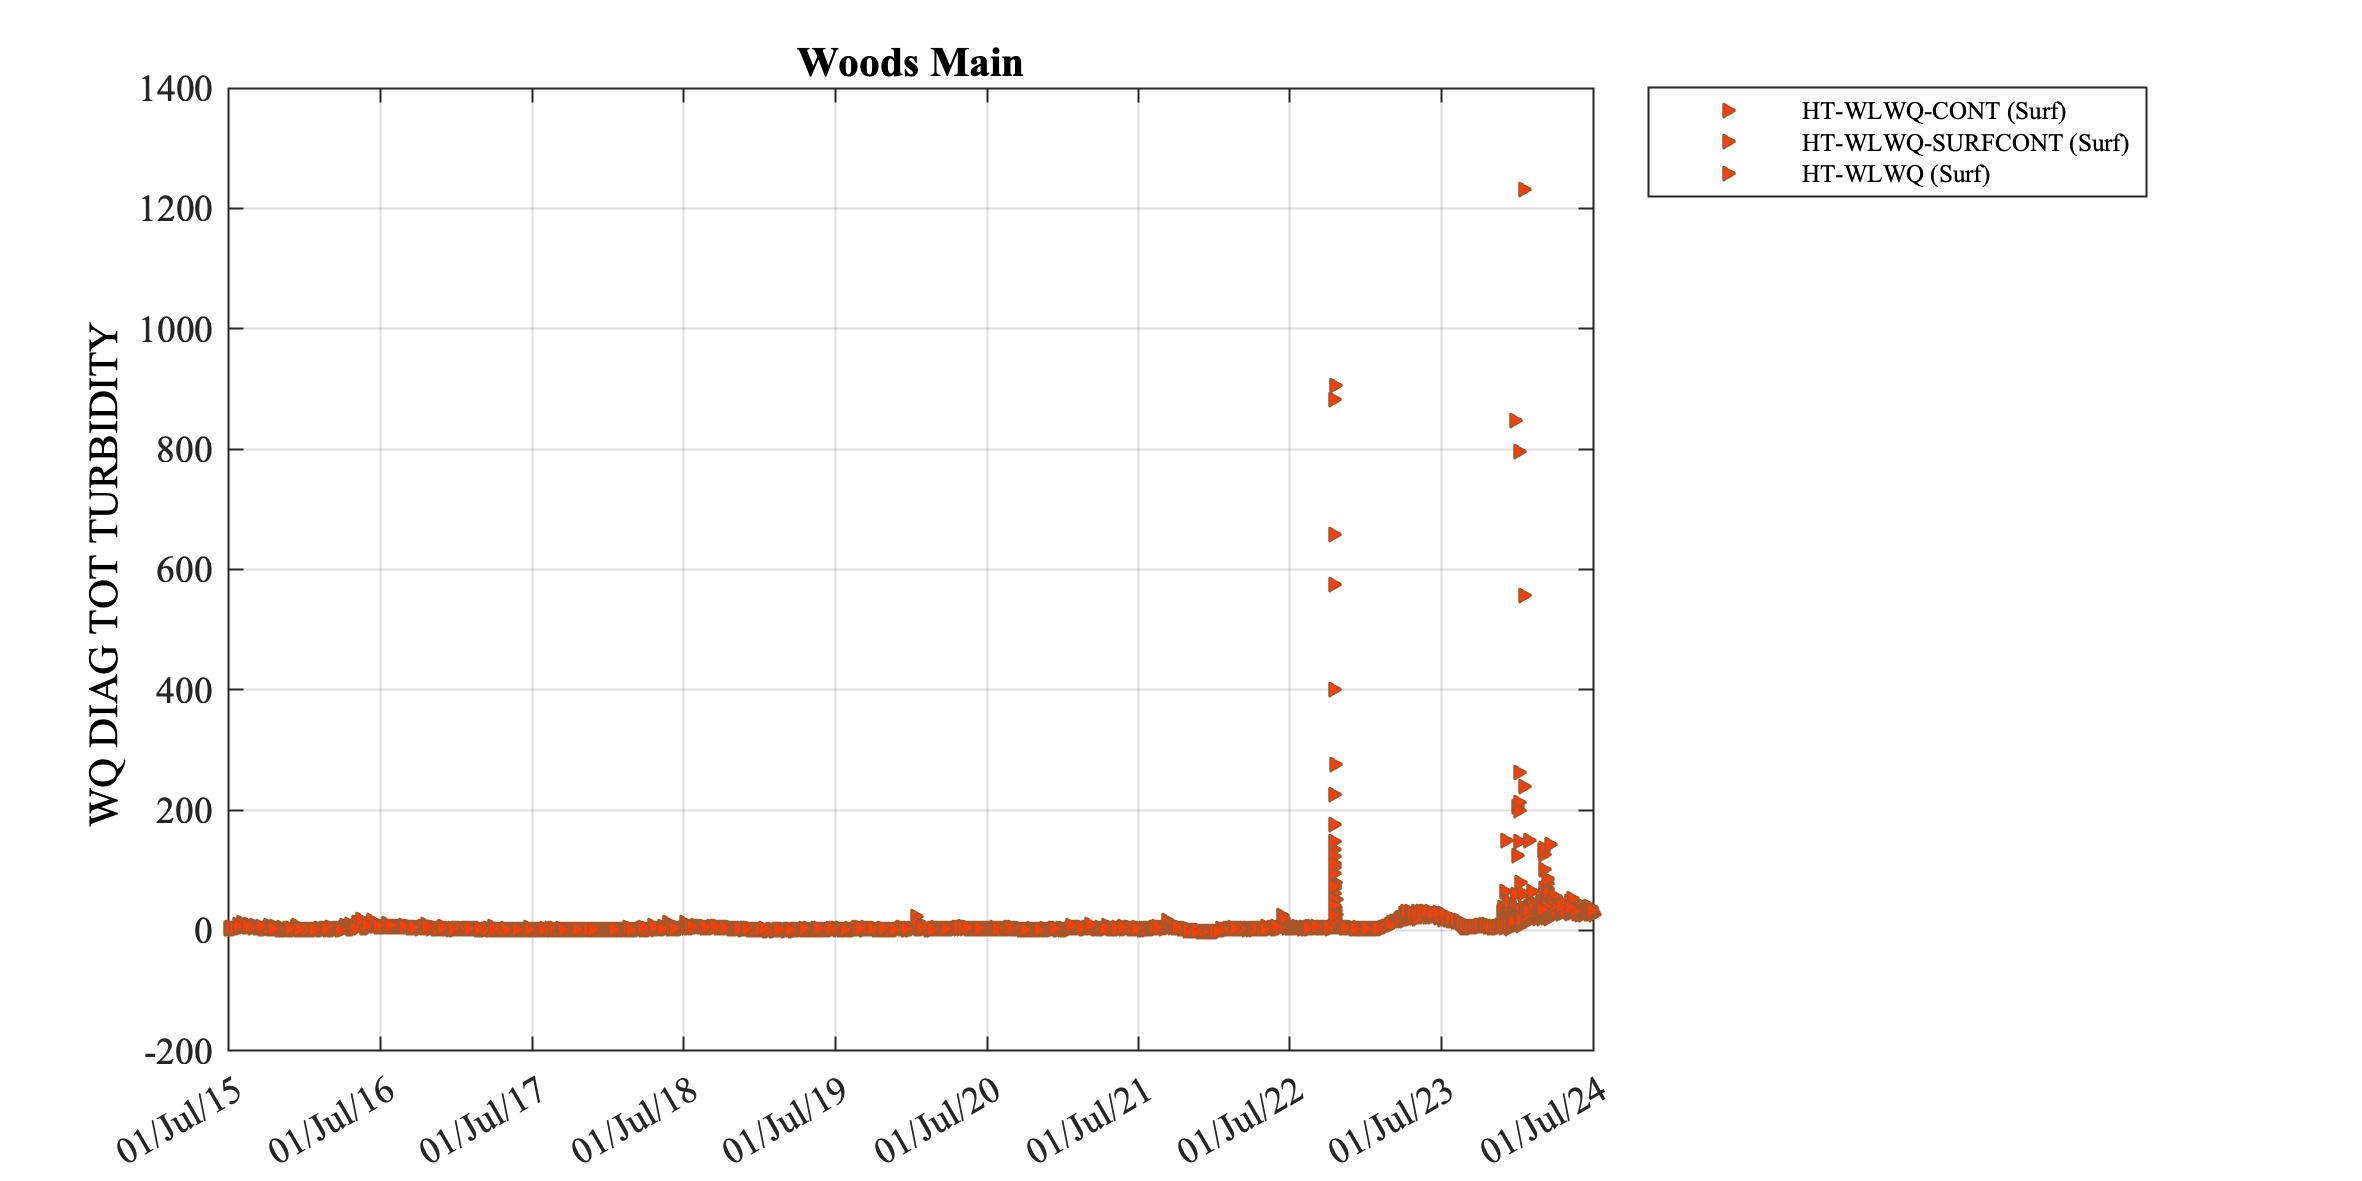 Woods Main
WQ DIAG TOT TURBIDITY
1400
1200
1000
800
600
400
200
0
-200
01/Jul/15
01/Jul/16
01/Jul/17
01/Jul/18
01/Jul/19
01/Jul/20
01/Jul/21
01/Jul/22
01/Jul/23
01/Jul/24
HT-WLWQ-CONT (Surf)
HT-WLWQ-SURFCONT (Surf)
HT-WLWQ (Surf)